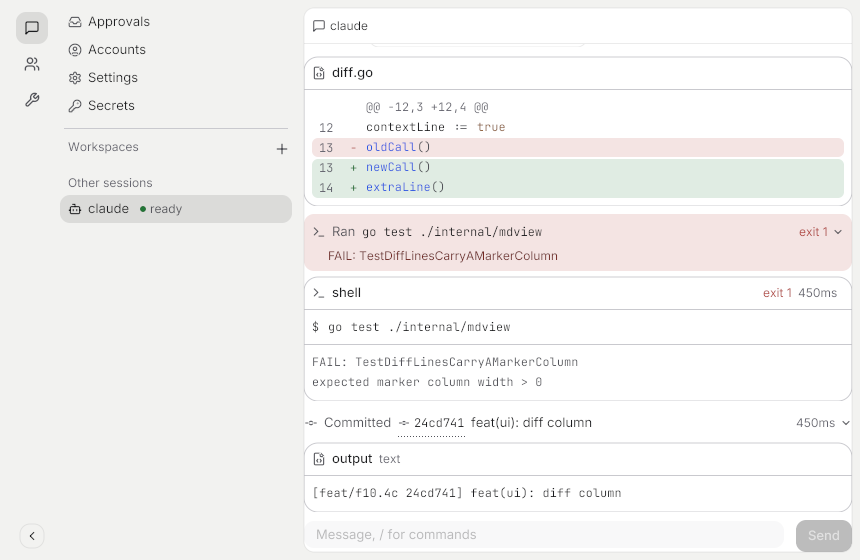 Approvals
Accounts
Settings
Secrets
Workspaces
Other sessions
claude ready
claude
diff.go
@@ -12,3 +12,4 @@
12 contextLine := true
13 - oldCall()
13 + newCall()
14 + extraLine()
Ran go test ./internal/mdview exit 1
FAIL: TestDiffLinesCarryAMarkerColumn
shell exit 1 450ms
$ go test ./internal/mdview
FAIL: TestDiffLinesCarryAMarkerColumn
expected marker column width > 0
Committed 24cd741 feat(ui): diff column 450ms
output text
[feat/f10.4c 24cd741] feat(ui): diff column
Message, / for commands
Send